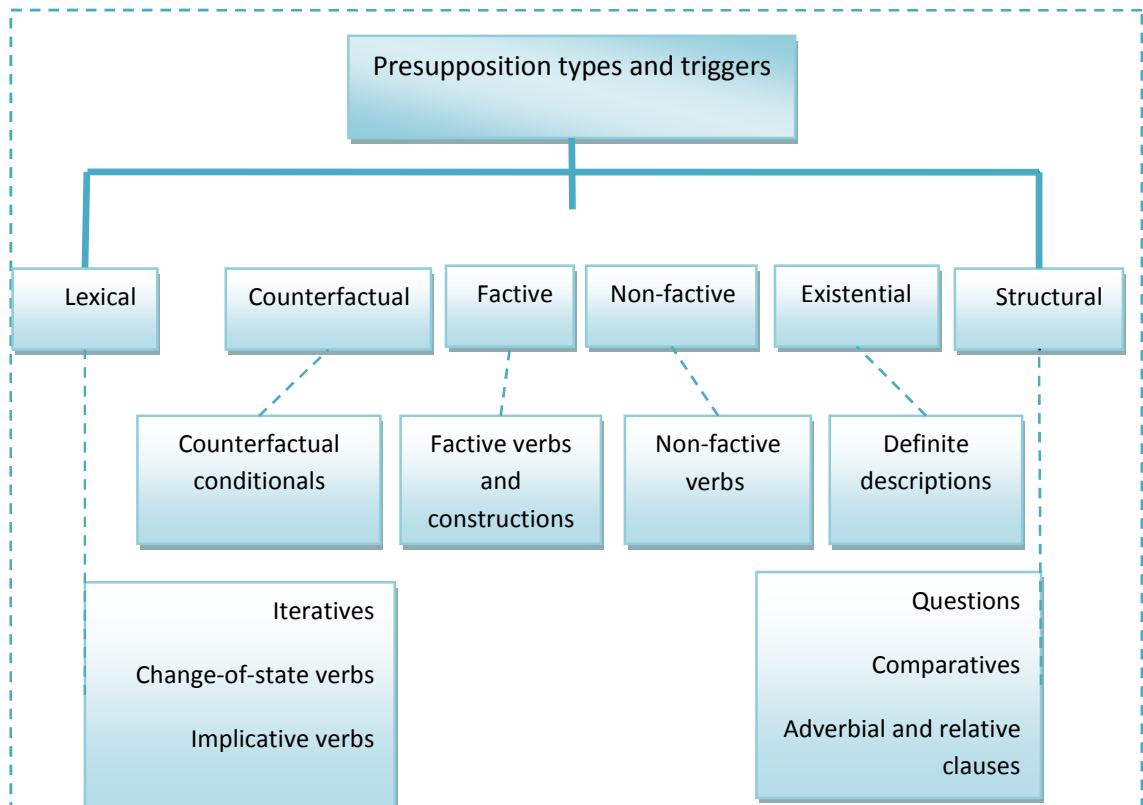 Presupposition types and triggers
Lexical
Counterfactual
Factive
Non-factive
Existential
Structural
Counterfactual
conditionals
Factive verbs
and
constructions
Non-factive
verbs
Definite
descriptions
Iteratives
Change-of-state verbs
Implicative verbs
Questions
Comparatives
Adverbial and relative
clauses